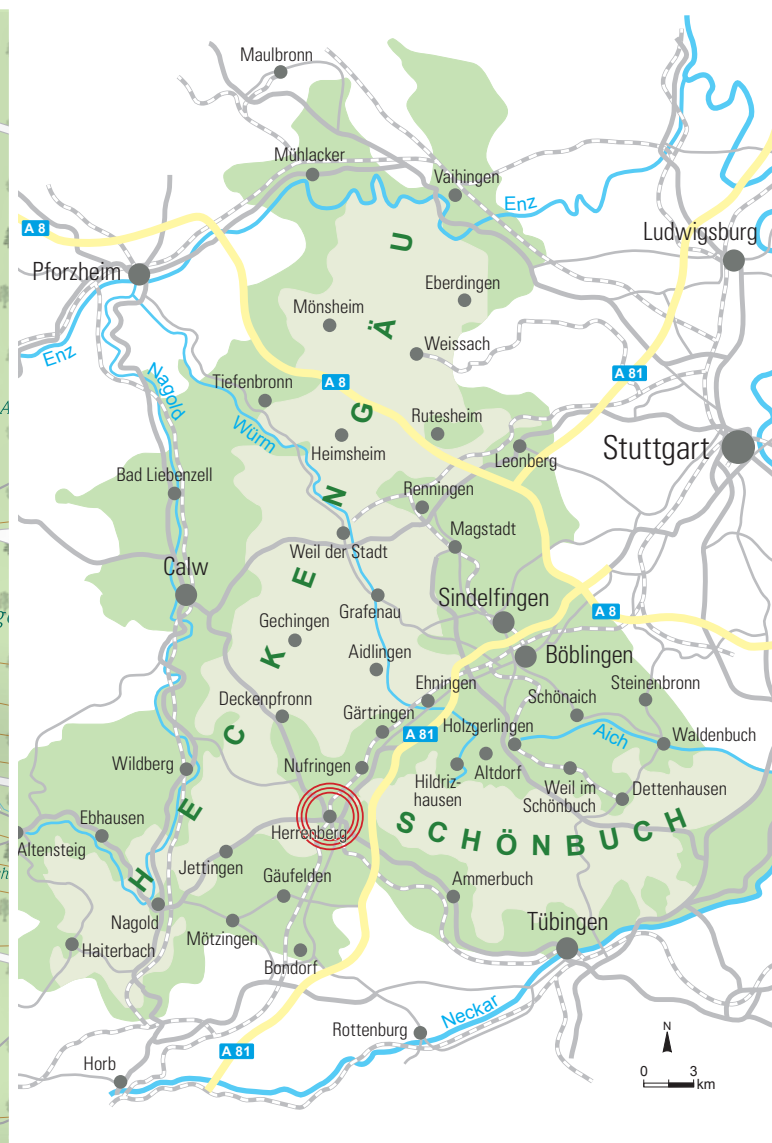 Maulbronn
Mühlacker
Vaihingen
Enz
A 8
Ludwigsburg
Pforzheim
Eberdingen
Mönsheim
Weissach
Enz
Nagold
Tiefenbronn
A 8
A 81
Würm
Rutesheim
Heimsheim
Leonberg
Stuttgart
Bad Liebenzell
Renningen
Magstadt
Weil der Stadt
Calw
Sindelfingen
Grafenau
A 8
Gechingen
Böblingen
Aidlingen
Ehningen
Steinenbronn
Schönaich
Deckenpfronn
Gärtringen
A 81
Holzgerlingen
Aich
Waldenbuch
Wildberg
Nufringen
Hildriz-
hausen
Altdorf
Weil im
Schönbuch
Dettenhausen
HECKENGÄU
SCHÖNBUCH
Herrenberg
Ebhausen
Altensteig
Jettingen
Gäufelden
Ammerbuch
Nagold
Mötzingen
Tübingen
Haiterbach
Bondorf
Neckar
Rottenburg
A 81
Horb
N
0 3
km